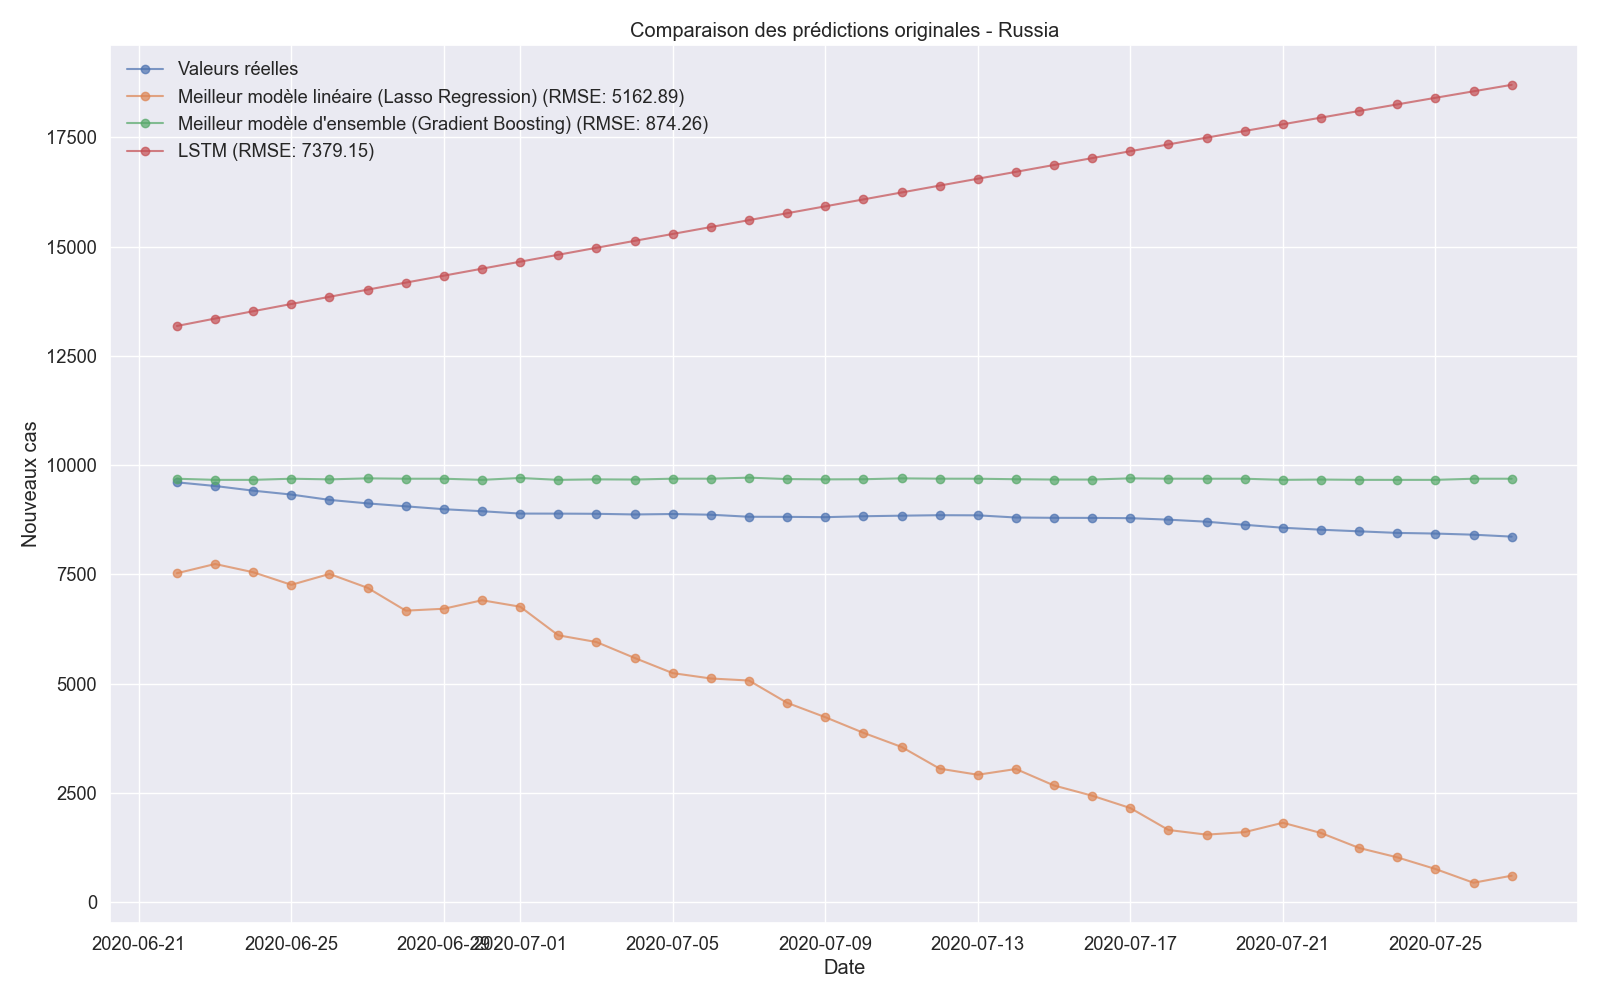 Comparaison des prédictions originales - Russia
Valeurs réelles
Meilleur modèle linéaire (Lasso Regression) (RMSE: 5162.89)
Meilleur modèle d'ensemble (Gradient Boosting) (RMSE: 874.26)
LSTM (RMSE: 7379.15)
17500
15000
12500
10000
7500
5000
2500
0
Nouveaux cas
2020-06-21 2020-06-25 2020-06-29 2020-07-01 2020-07-05 2020-07-09 2020-07-13 2020-07-17 2020-07-21 2020-07-25
Date